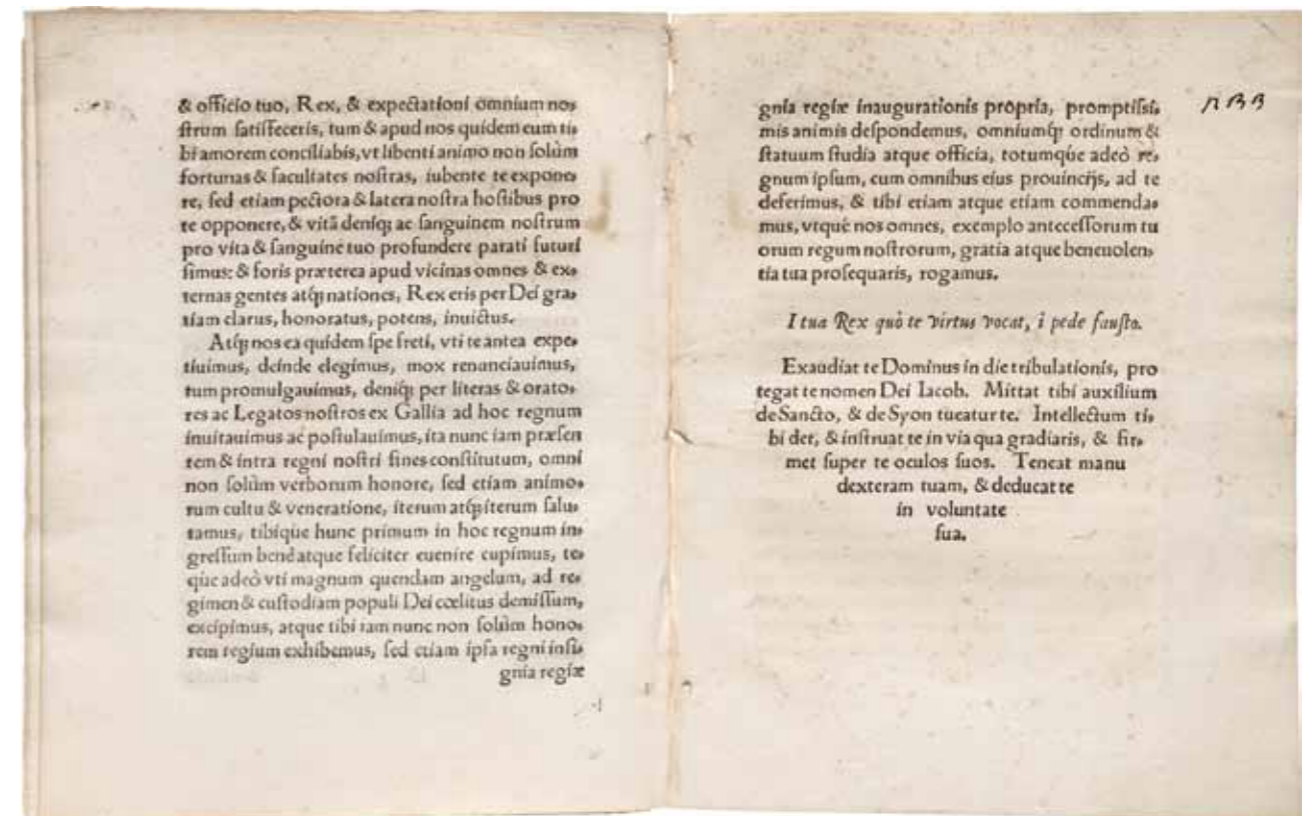 & officio tuo, Rex, & expectationi omnium no⸗
ſtrum ſatiſfeceris, tum & apud nos quidem eum ti⸗
bi amorem conciliabis, vt libenti animo non ſolùm
fortunas & facultates noſtras, iubente te expone⸗
re, ſed etiam pectora & latera noſtra hoſtibus pro
te opponere, & vitã deniq; ac ſanguinem noſtrum
pro vita & ſanguine tuo profundere parati futuri
ſimus: & foris præterea apud vicinas omnes & ex⸗
ternas gentes atq; nationes, Rex eris per Dei gra⸗
tiam clarus, honoratus, potens, inuictus.
Atq; nos ea quidem ſpe freti, vti te antea expe⸗
tiuimus, deinde elegimus, mox renunciauimus,
tum promulgauimus, deniq; per literas & orato⸗
res ac Legatos noſtros ex Gallia ad hoc regnum
inuitauimus ac poſtulauimus, ita nunc iam præſen
tem & intra regni noſtri fines conſtitutum, omni
non ſolùm verborum honore, ſed etiam animo⸗
rum cultu & veneratione, iterum atq; iterum ſalu⸗
tamus, tibiq́ue hunc primum in hoc regnum in⸗
greſſum benè atque feliciter euenire cupimus, te⸗
q́ue adeò vti magnum quendam angelum, ad re⸗
gimen & cuſtodiam populi Dei cœlitus demiſſum,
excipimus, atque tibi iam nunc non ſolùm hono⸗
rem regium exhibemus, ſed etiam ipſa regni inſi⸗
gnia regiæ
gnia regiæ inaugurationis propria, promptiſsi⸗
mis animis deſpondemus, omniumq́; ordinum &
ſtatuum ſtudia atque officia, totumq́ue adeò re⸗
gnum ipſum, cum omnibus eius prouincijs, ad te
deferimus, & tibi etiam atque etiam commenda⸗
mus, vtq́ue nos omnes, exemplo anteceſſorum tu
orum regum noſtrorum, gratia atque beneuolen⸗
tia tua proſequaris, rogamus.
I tua Rex quò te virtus vocat, i pede fauſto.
Exaudiat te Dominus in die tribulationis, pro
tegat te nomen Dei Iacob. Mittat tibi auxilium
de Sancto, & de Syon tueatur te. Intellectum ti⸗
bi det, & inſtruat te in via qua gradiaris, & fir⸗
met ſuper te oculos ſuos. Teneat manu
dexteram tuam, & deducat te
in voluntate
ſua.